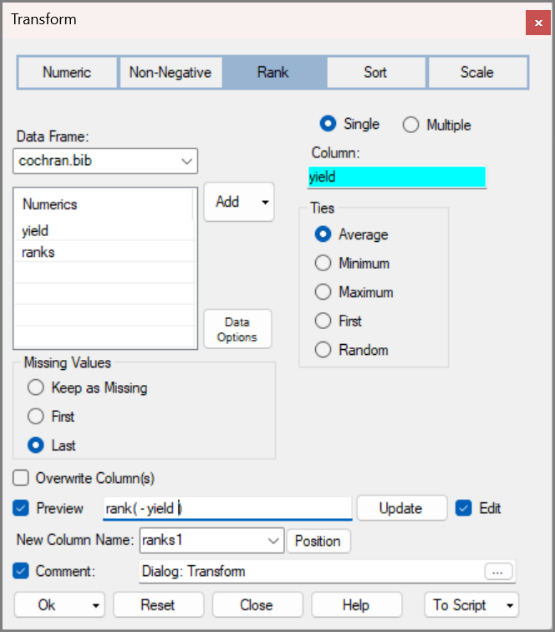 Transform
Numeric Non-Negative Rank Sort Scale
Single Multiple
Data Frame:
Column:
cochran.bib
yield
Numerics
Add
yield
ranks
Ties
Average
Minimum
Maximum
First
Random
Data
Options
Missing Values
Keep as Missing
First
Last
Overwrite Column(s)
Preview rank( - yield ) Update Edit
New Column Name: ranks1 Position
Comment: Dialog: Transform ...
Ok Reset Close Help To Script